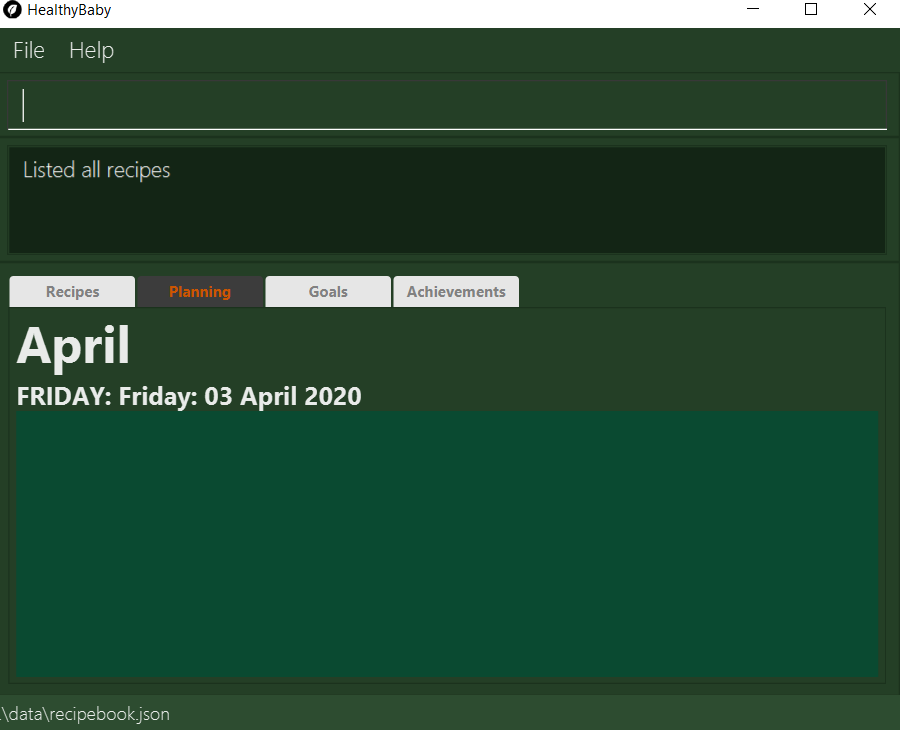 HealthyBaby
File Help
Listed all recipes
Recipes Planning Goals Achievements
April
FRIDAY: Friday: 03 April 2020
.\data\recipebook.json